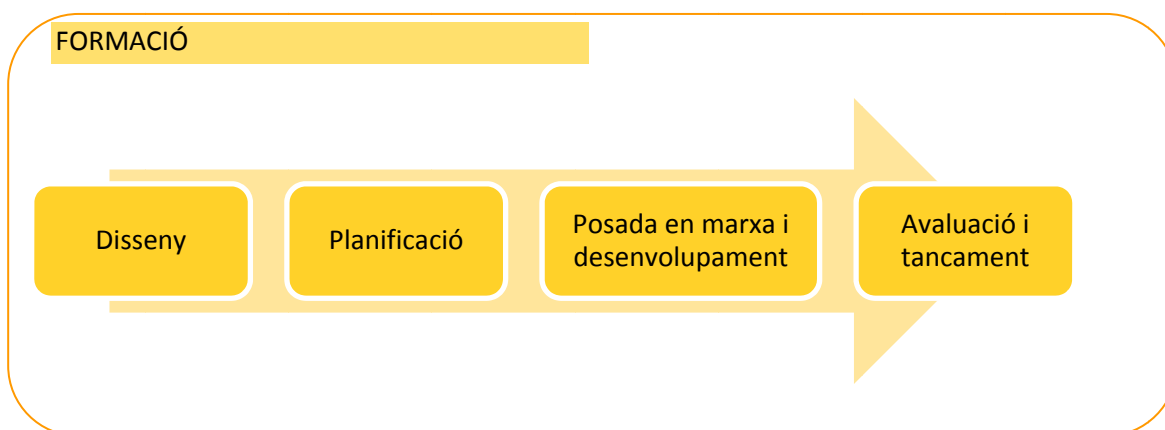 FORMACIÓ
Disseny
Planificació
Posada en marxa i
desenvolupament
Avaluació i
tancament